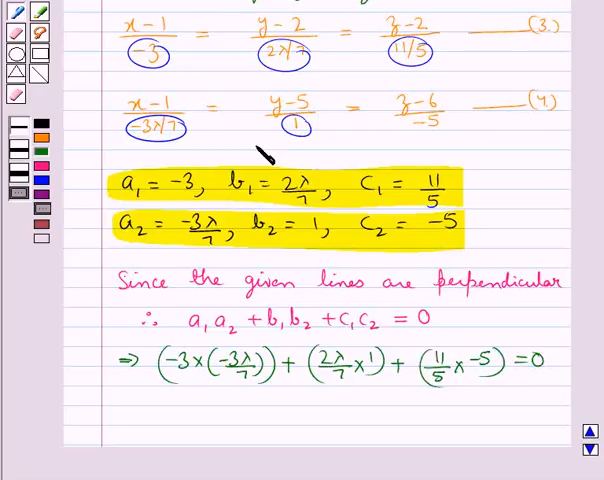 x-1/-3 = y-2/2λ/7 = z-2/11/5 ——(3.)
x-1/-3λ/7 = y-5/1 = z-6/-5 ——(4.)
a₁ = -3, b₁ = 2λ/7, c₁ = 11/5
a₂ = -3λ/7, b₂ = 1, c₂ = -5
Since the given lines are perpendicular
∴ a₁a₂ + b₁b₂ + c₁c₂ = 0
⇒ (-3×(-3λ/7)) + (2λ/7 × 1) + (11/5 × -5) = 0